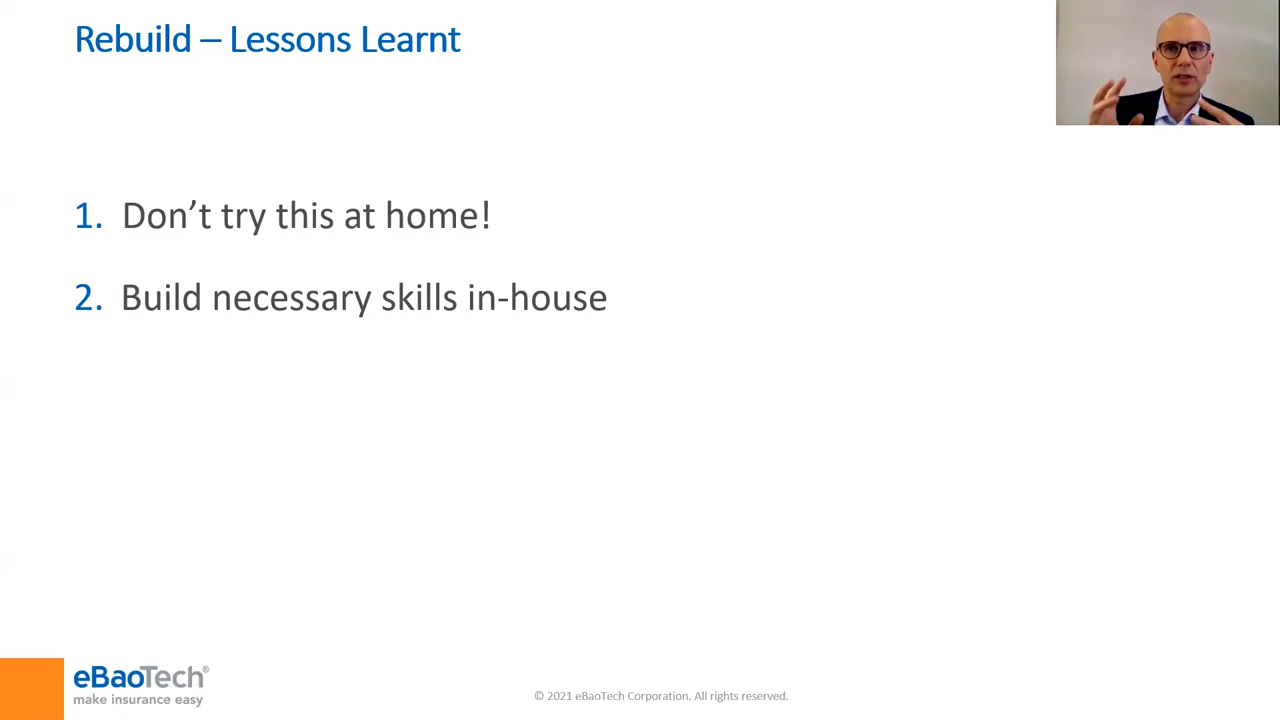 Rebuild – Lessons Learnt
1. Don’t try this at home!
2. Build necessary skills in-house
eBaoTech®
make insurance easy
© 2021 eBaoTech Corporation. All rights reserved.